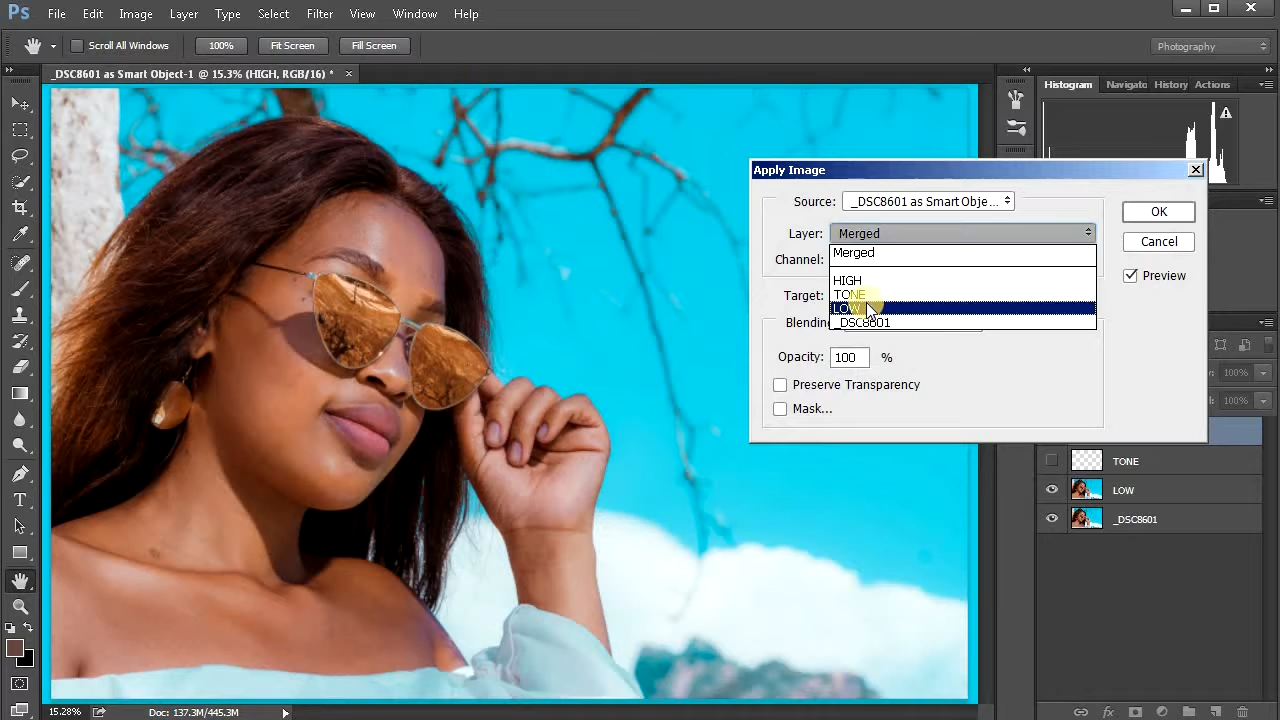 Ps File Edit Image Layer Type Select Filter View Window Help
Scroll All Windows 100% Fit Screen Fill Screen Photography
_DSC8601 as Smart Object-1 @ 15.3% (HIGH, RGB/16) * ×
Histogram Navigato History Actions
Apply Image
Source: _DSC8601 as Smart Obje...
OK
Layer: Merged
Cancel
Merged
Channel:
Preview
HIGH
Target: TONE
LOW
Blending _DSC8601
Opacity: 100 %
100%
Preserve Transparency
100%
Mask...
TONE
LOW
_DSC8601
15.28% Doc: 137.3M/445.3M